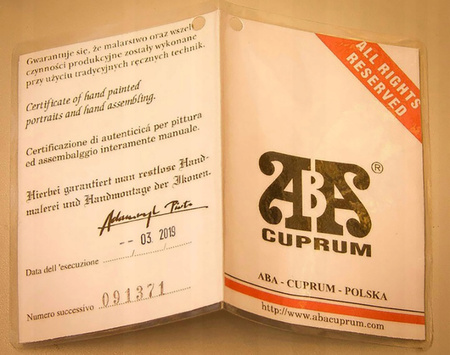 Gwarantuje się, że malarstwo oraz wszel
czynności produkcyjne zostały wykonane
przy użyciu tradycyjnych ręcznych technik.
Certificate of hand painted
portraits and hand assembling.
Certificazione di autenticicá per pittura
ed assembalggio interamente manuale.
Hierbei garantiert man restlose Hand-
malerei und Handmontage der Ikonen.
-- 03. 2019
Data dell 'esecuzione
091371
Numero successivo
ALL RIGHTS
RESERVED
ABA ®
CUPRUM
ABA - CUPRUM - POLSKA
http://www.abacuprum.com